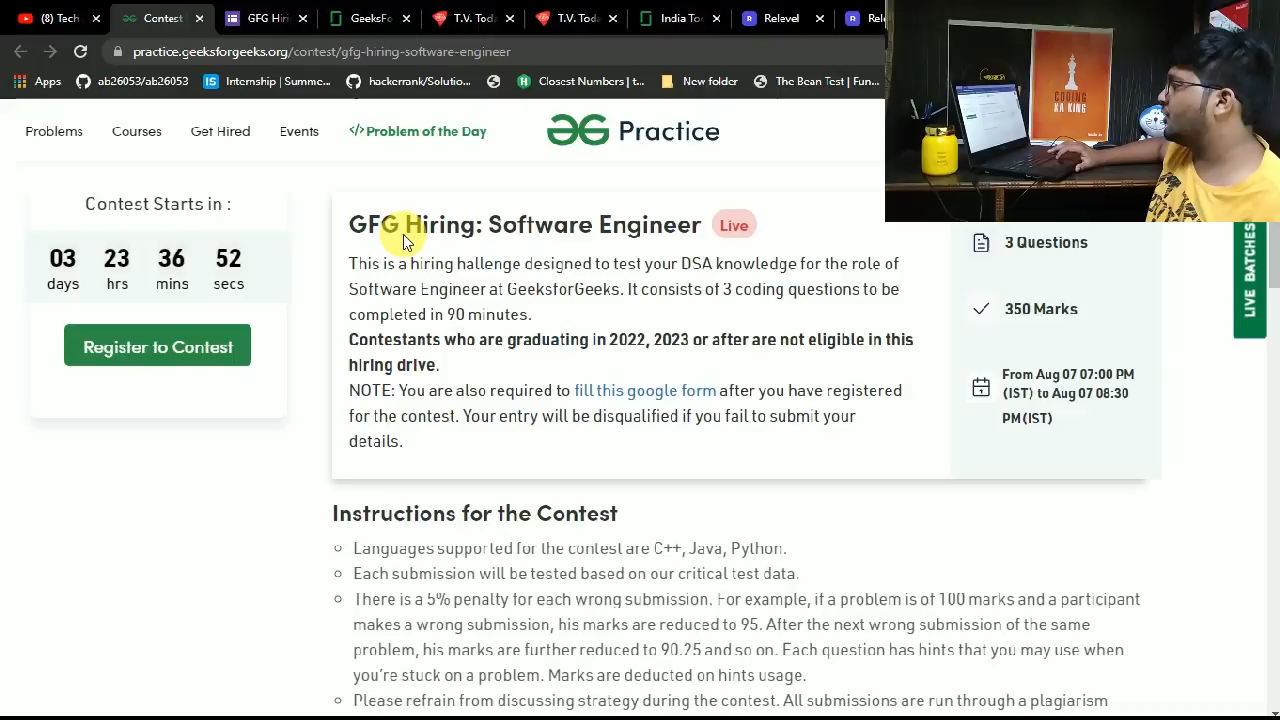 (8) Tech
Contest
GFG Hiri
GeeksFo
T.V. Toda
T.V. Toda
India Too
Relevel
Rele
practice.geeksforgeeks.org/contest/gfg-hiring-software-engineer
Apps
ab26053/ab26053
IS
Internship | Summe...
hackerrank/Solutio...
Closest Numbers | t...
New folder
The Bean Test / Fun...
CODING
KA KING
Problems
Courses
Get Hired
Events
</> Problem of the Day
Practice
Contest Starts in :
03 23 36 52
days hrs mins secs
Register to Contest
GFG Hiring: Software Engineer Live
This is a hiring hallenge designed to test your DSA knowledge for the role of
Software Engineer at GeeksforGeeks. It consists of 3 coding questions to be
completed in 90 minutes.
Contestants who are graduating in 2022, 2023 or after are not eligible in this
hiring drive.
NOTE: You are also required to fill this google form after you have registered
for the contest. Your entry will be disqualified if you fail to submit your
details.
3 Questions
350 Marks
From Aug 07 07:00 PM
(IST) to Aug 07 08:30
PM(IST)
LIVE BATCHES
Instructions for the Contest
Languages supported for the contest are C++, Java, Python.
Each submission will be tested based on our critical test data.
There is a 5% penalty for each wrong submission. For example, if a problem is of 100 marks and a participant
makes a wrong submission, his marks are reduced to 95. After the next wrong submission of the same
problem, his marks are further reduced to 90.25 and so on. Each question has hints that you may use when
you're stuck on a problem. Marks are deducted on hints usage.
Please refrain from discussing strategy during the contest. All submissions are run through a plagiarism